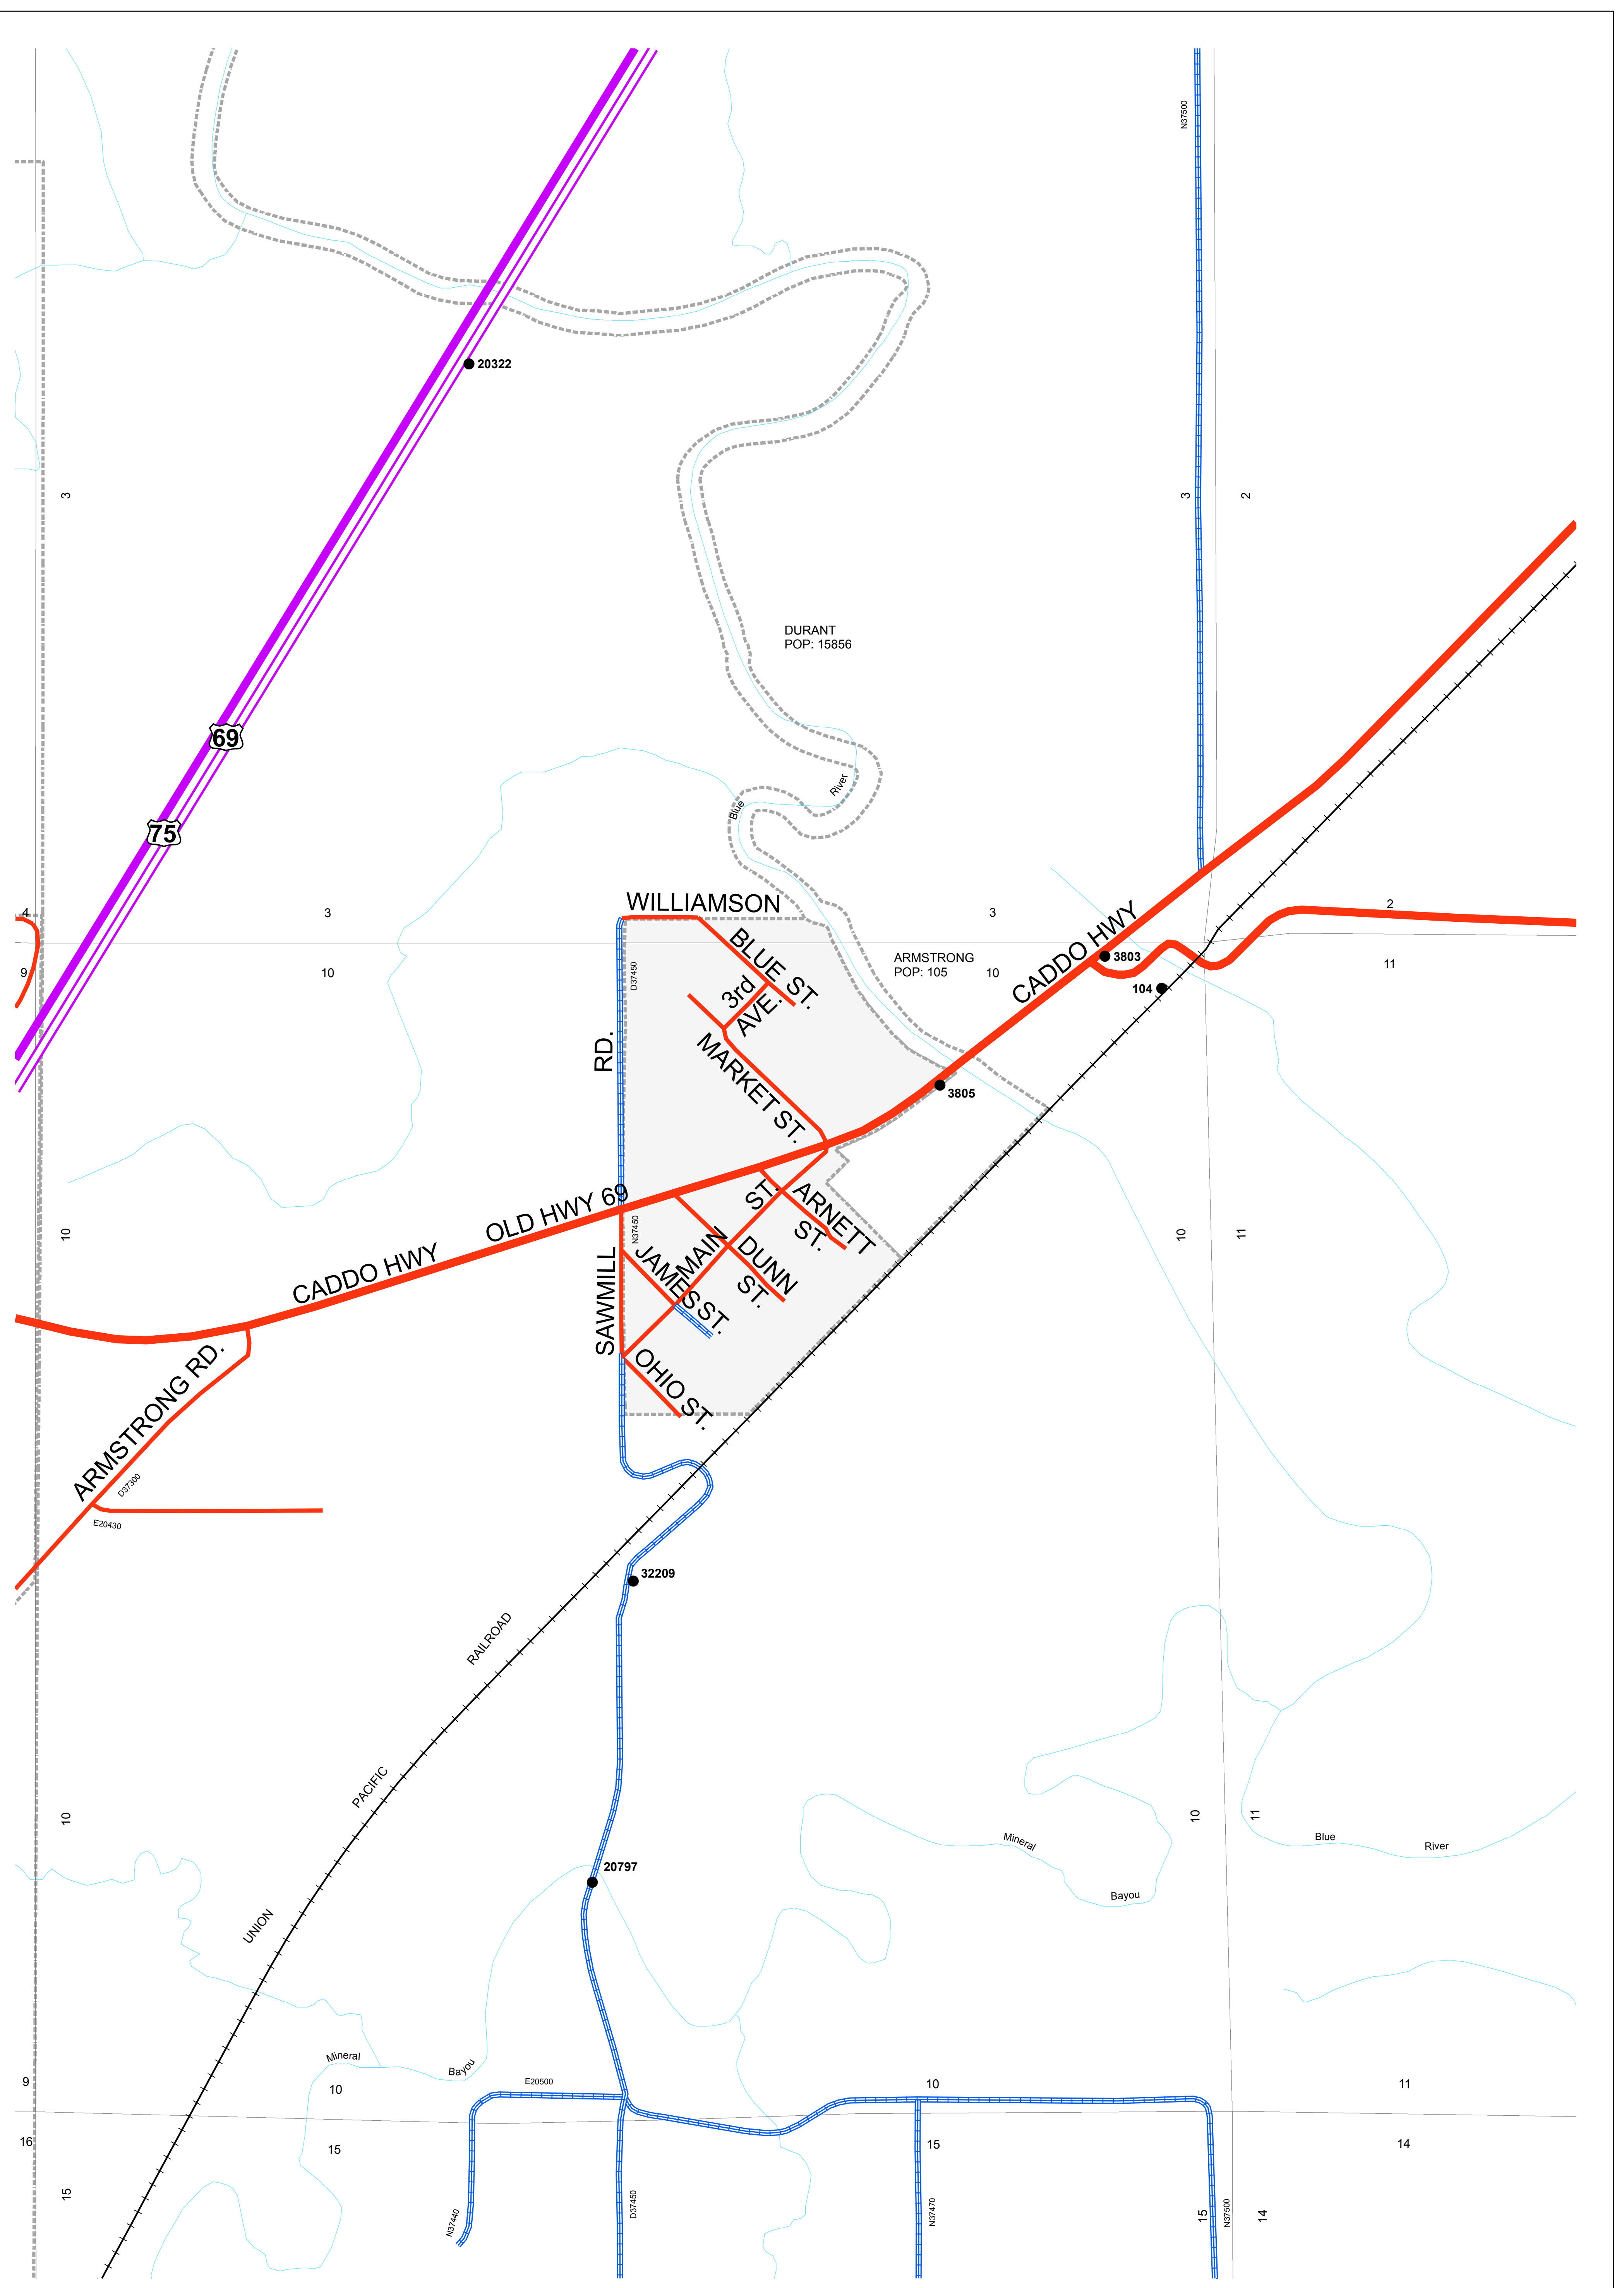 N37500
20322
3
3
2
DURANT
POP: 15856
69
75
Blue
River
WILLIAMSON
4
3
3
2
CADDO HWY
BLUE ST.
ARMSTRONG
POP: 105
3803
9
10
10
11
D37450
3rd
AVE.
104
RD.
MARKET ST.
3805
OLD HWY 69
N37450
ST.
ARNETT
ST.
10
10
11
CADDO HWY
SAWMILL
JAMES ST.
MAIN
DUNN
ST.
ARMSTRONG RD.
OHIO ST.
D37300
E20430
32209
RAILROAD
PACIFIC
10
10
11
Mineral
Blue
River
20797
Bayou
UNION
Mineral
Bayou
9
10
E20500
10
11
16
15
15
14
15
N37440
D37450
N37470
15
N37500
14